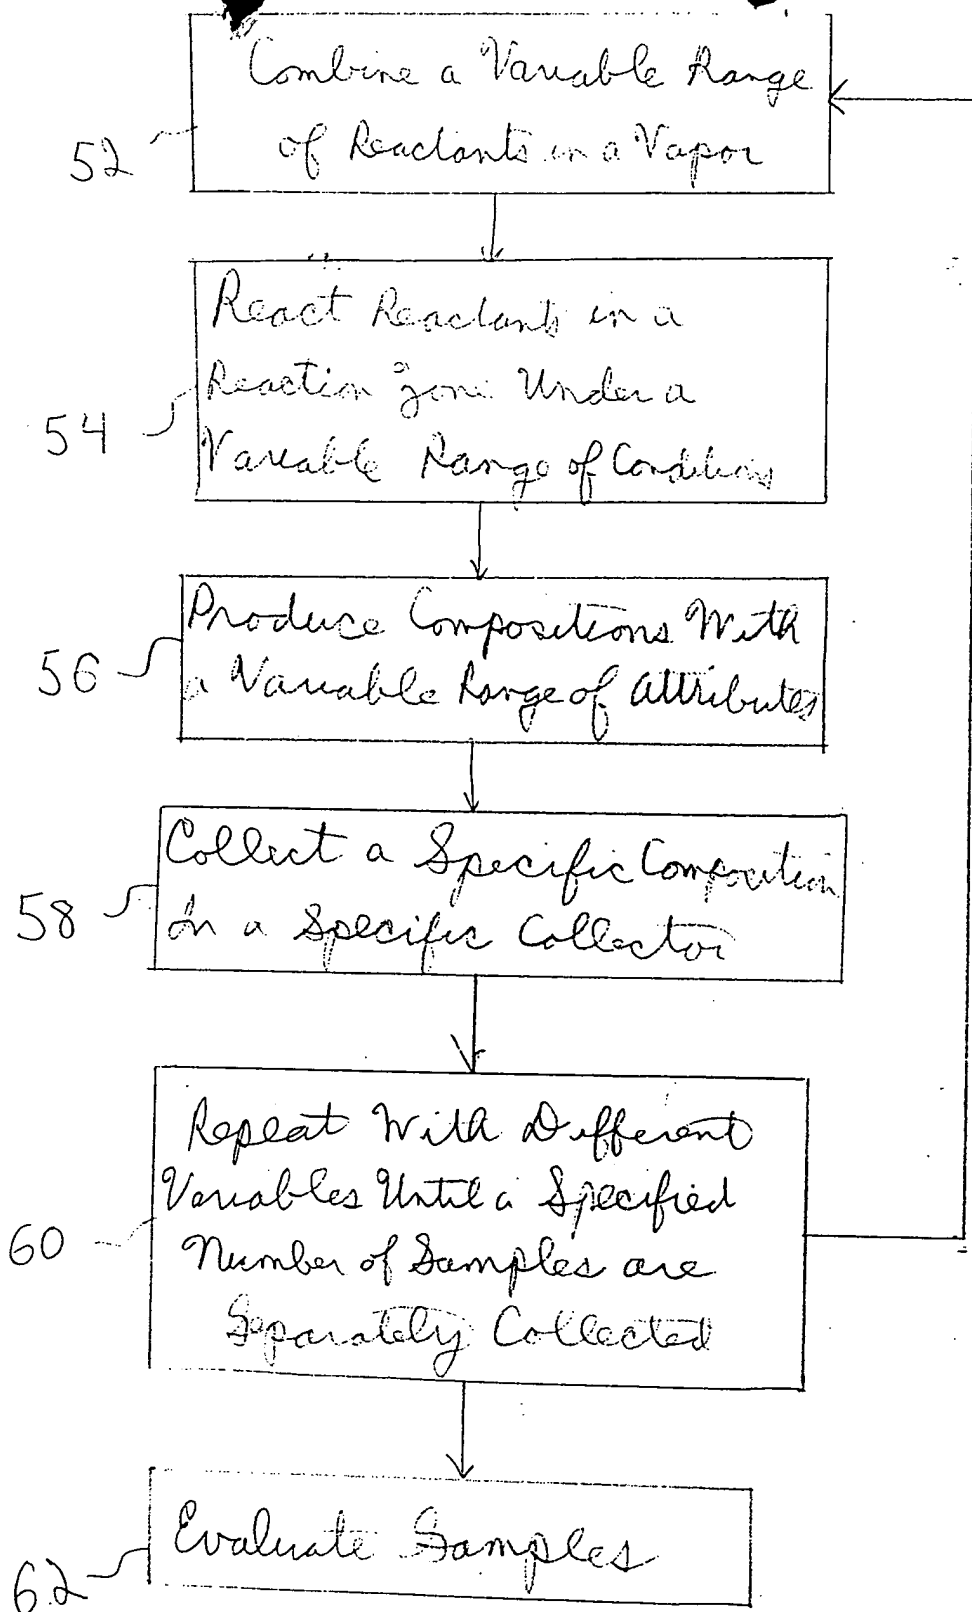 Combine a Variable Range
of Reactants in a Vapor
52
React Reactants in a
Reaction Zone Under a
Variable Range of Conditions
54
Produce Compositions With
a Variable Range of Attributes
56
Collect a Specific Composition
In a Specific Collector
58
Repeat With Different
Variables Until a Specified
Number of Samples are
Separately Collected
60
Evaluate Samples
62